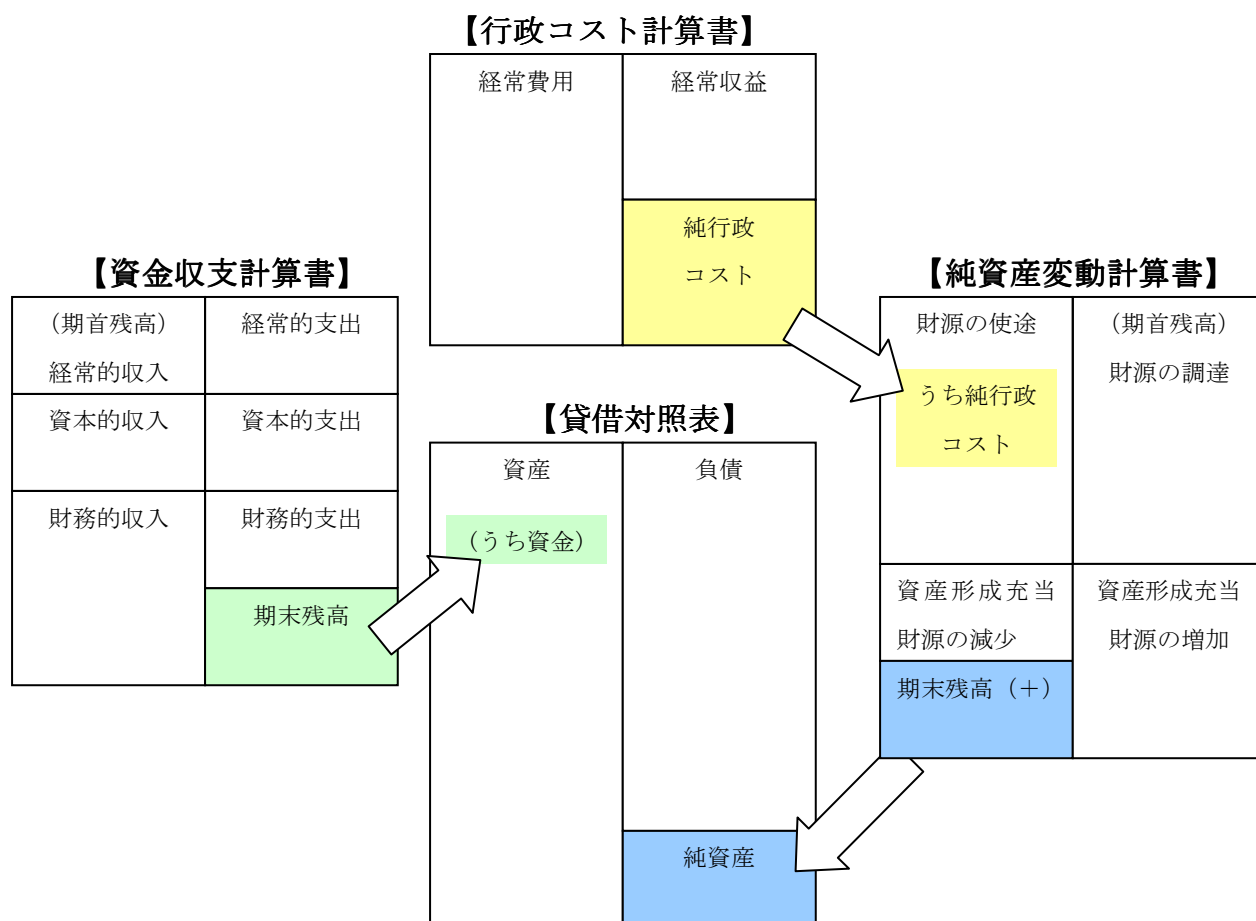 【行政コスト計算書】
経常費用
経常収益
純行政
コスト
【資金収支計算書】
（期首残高）
経常的収入
経常的支出
資本的収入
資本的支出
財務的収入
財務的支出
期末残高
【貸借対照表】
資産
（うち資金）
負債
純資産
【純資産変動計算書】
財源の使途
うち純行政
コスト
（期首残高）
財源の調達
資産形成充当
財源の減少
資産形成充当
財源の増加
期末残高（＋）